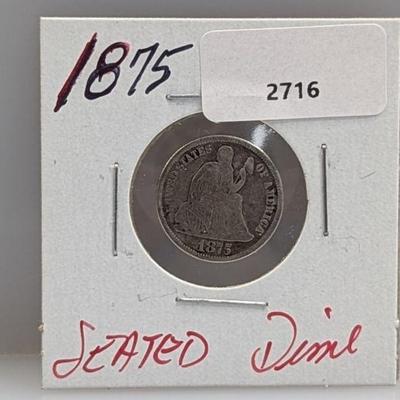 1875
2716
UNITED STATES OF AMERICA
1875
SEATED Dime